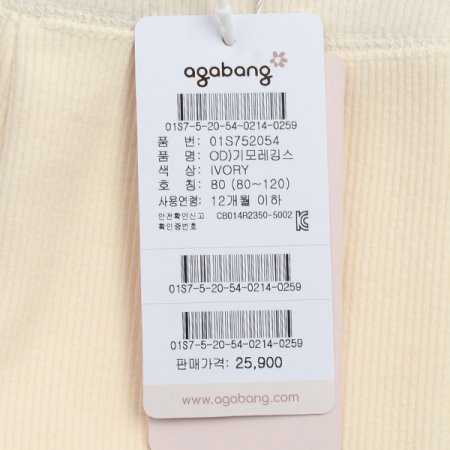 agabang
01S7-5-20-54-0214-0259
품 번: 01S752054
품 명: OD)기모레깅스
색 상: IVORY
호 칭: 80 (80~120)
사용연령: 12개월 이하
안전확인신고 확인증번호 CB014R2350-5002
01S7-5-20-54-0214-0259
01S7-5-20-54-0214-0259
판매가격: 25,900
www.agabang.com